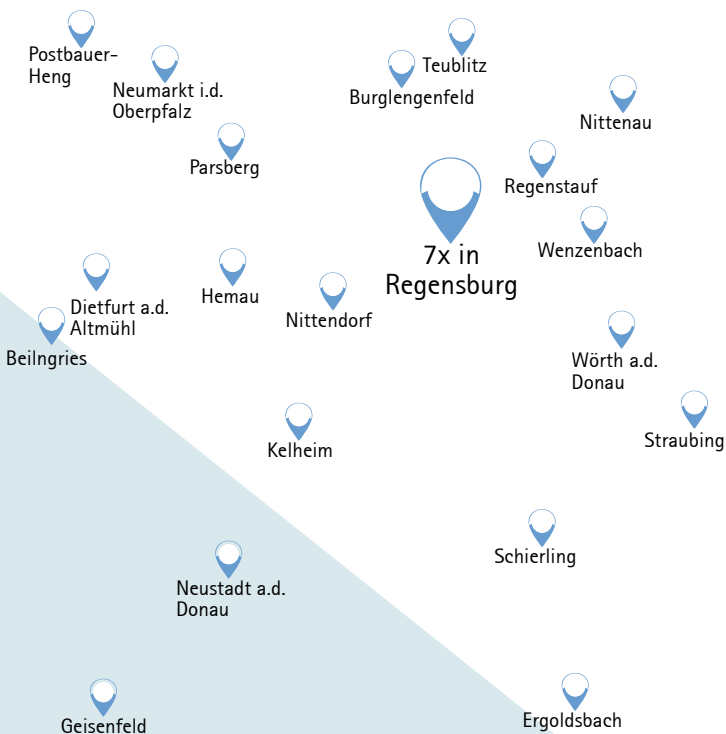 Postbauer-
Heng
Neumarkt i.d.
Oberpfalz
Teublitz
Burglengenfeld
Nittenau
Parsberg
Regenstauf
Wenzenbach
7x in
Regensburg
Dietfurt a.d.
Altmühl
Hemau
Nittendorf
Beilngries
Wörth a.d.
Donau
Straubing
Kelheim
Schierling
Neustadt a.d.
Donau
Geisenfeld
Ergoldsbach